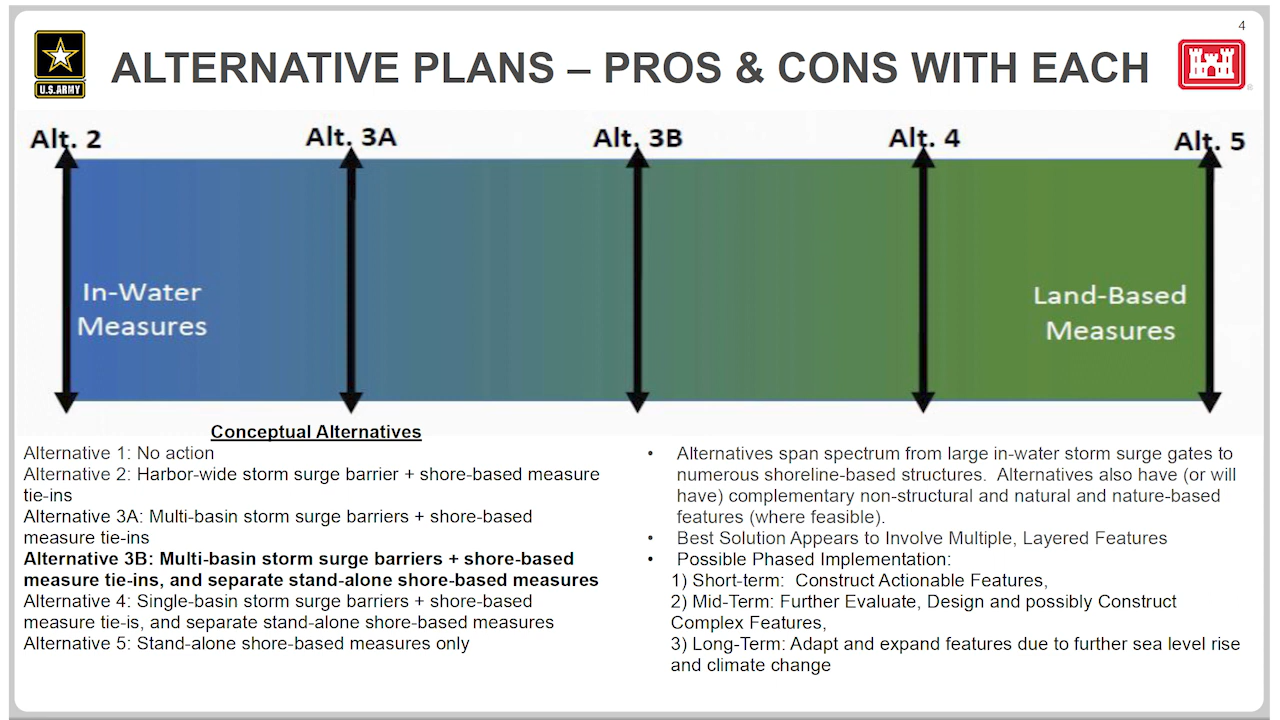 4
U.S.ARMY
ALTERNATIVE PLANS – PROS & CONS WITH EACH
®
Alt. 2
Alt. 3A
Alt. 3B
Alt. 4
Alt. 5
In-Water
Measures
Land-Based
Measures
Conceptual Alternatives
Alternative 1: No action
Alternative 2: Harbor-wide storm surge barrier + shore-based measure
tie-ins
Alternative 3A: Multi-basin storm surge barriers + shore-based
measure tie-ins
Alternative 3B: Multi-basin storm surge barriers + shore-based
measure tie-ins, and separate stand-alone shore-based measures
Alternative 4: Single-basin storm surge barriers + shore-based
measure tie-is, and separate stand-alone shore-based measures
Alternative 5: Stand-alone shore-based measures only
• Alternatives span spectrum from large in-water storm surge gates to
numerous shoreline-based structures. Alternatives also have (or will
have) complementary non-structural and natural and nature-based
features (where feasible).
• Best Solution Appears to Involve Multiple, Layered Features
• Possible Phased Implementation:
1) Short-term: Construct Actionable Features,
2) Mid-Term: Further Evaluate, Design and possibly Construct
Complex Features,
3) Long-Term: Adapt and expand features due to further sea level rise
and climate change